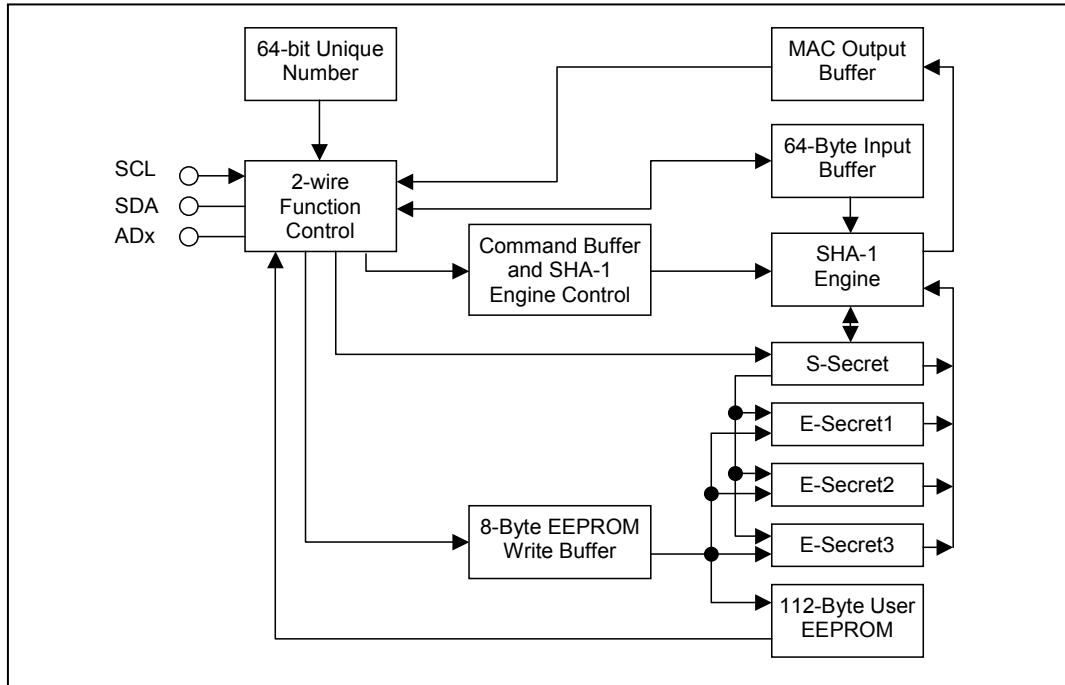 64-bit Unique
Number
MAC Output
Buffer
64-Byte Input
Buffer
SCL
SDA
ADx
2-wire
Function
Control
Command Buffer
and SHA-1
Engine Control
SHA-1
Engine
S-Secret
E-Secret1
E-Secret2
E-Secret3
8-Byte EEPROM
Write Buffer
112-Byte User
EEPROM